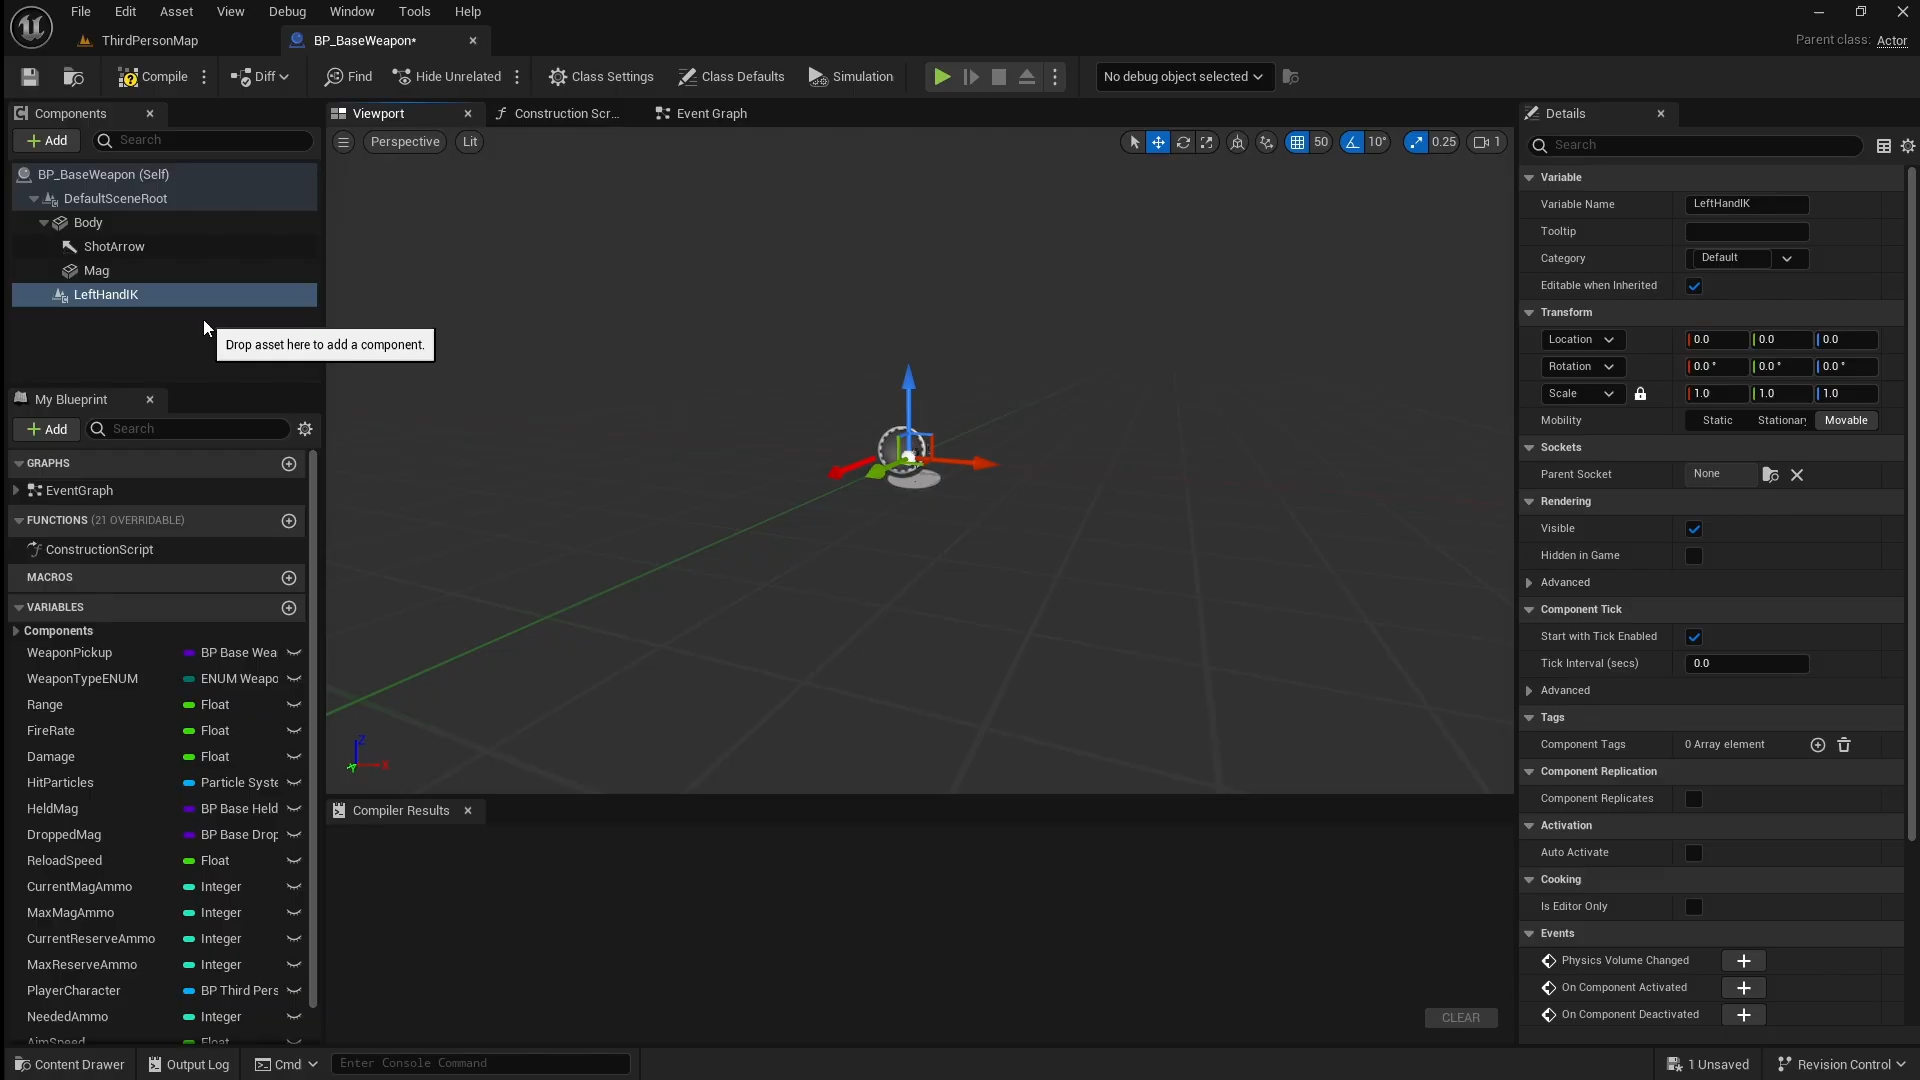 File Edit Asset View Debug Window Tools Help
ThirdPersonMap
BP_BaseWeapon*
Parent class: Actor
Compile
Diff
Find
Hide Unrelated
Class Settings
Class Defaults
Simulation
No debug object selected
Components
Add
Search
BP_BaseWeapon (Self)
DefaultSceneRoot
Body
ShotArrow
Mag
LeftHandIK
Drop asset here to add a component.
Viewport
Construction Scr...
Event Graph
Perspective
Lit
50
10°
0.25
1
Z
X
Y
My Blueprint
Add
Search
GRAPHS
EventGraph
FUNCTIONS (21 OVERRIDABLE)
ConstructionScript
MACROS
VARIABLES
Components
WeaponPickup BP Base Wea
WeaponTypeENUM ENUM Weapo
Range Float
FireRate Float
Damage Float
HitParticles Particle Syste
HeldMag BP Base Held
DroppedMag BP Base Drop
ReloadSpeed Float
CurrentMagAmmo Integer
MaxMagAmmo Integer
CurrentReserveAmmo Integer
MaxReserveAmmo Integer
PlayerCharacter BP Third Pers
NeededAmmo Integer
AimSpeed Float
Compiler Results
CLEAR
Details
Search
Variable
Variable Name LeftHandIK
Tooltip
Category Default
Editable when Inherited
Transform
Location 0.0 0.0 0.0
Rotation 0.0 ° 0.0 ° 0.0 °
Scale 1.0 1.0 1.0
Mobility Static Stationary Movable
Sockets
Parent Socket None
Rendering
Visible
Hidden in Game
Advanced
Component Tick
Start with Tick Enabled
Tick Interval (secs) 0.0
Advanced
Tags
Component Tags 0 Array element
Component Replication
Component Replicates
Activation
Auto Activate
Cooking
Is Editor Only
Events
Physics Volume Changed
On Component Activated
On Component Deactivated
Content Drawer
Output Log
Cmd
Enter Console Command
1 Unsaved
Revision Control